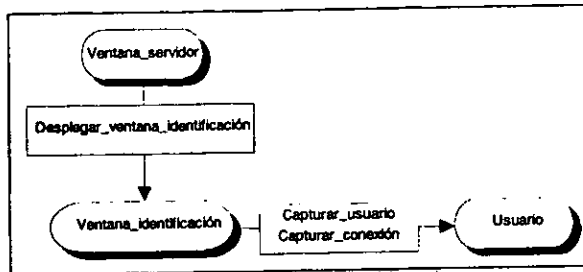 Ventana_servidor
Desplegar_ventana_identificación
Ventana_identificación
Capturar_usuario
Capturar_conexión
Usuario